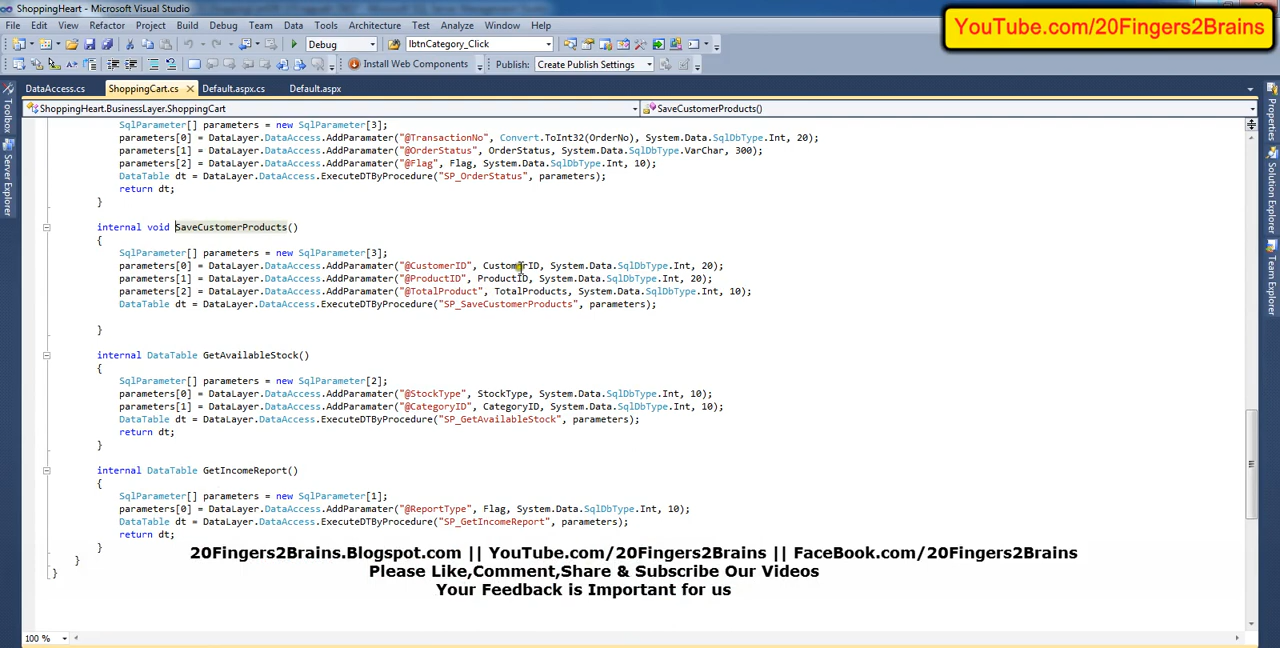 ShoppingHeart - Microsoft Visual Studio
File Edit View Refactor Project Build Debug Team Data Tools Architecture Test Analyze Window Help
YouTube.com/20Fingers2Brains
Debug lbtnCategory_Click
Install Web Components Publish: Create Publish Settings
DataAccess.cs ShoppingCart.cs Default.aspx.cs Default.aspx
ShoppingHeart.BusinessLayer.ShoppingCart SaveCustomerProducts()
Toolbox
Server Explorer
Properties
Solution Explorer
Team Explorer
SqlParameter[] parameters = new SqlParameter[3];
parameters[0] = DataLayer.DataAccess.AddParamater("@TransactionNo", Convert.ToInt32(OrderNo), System.Data.SqlDbType.Int, 20);
parameters[1] = DataLayer.DataAccess.AddParamater("@OrderStatus", OrderStatus, System.Data.SqlDbType.VarChar, 300);
parameters[2] = DataLayer.DataAccess.AddParamater("@Flag", Flag, System.Data.SqlDbType.Int, 10);
DataTable dt = DataLayer.DataAccess.ExecuteDTByProcedure("SP_OrderStatus", parameters);
return dt;
}
internal void SaveCustomerProducts()
{
SqlParameter[] parameters = new SqlParameter[3];
parameters[0] = DataLayer.DataAccess.AddParamater("@CustomerID", CustomerID, System.Data.SqlDbType.Int, 20);
parameters[1] = DataLayer.DataAccess.AddParamater("@ProductID", ProductID, System.Data.SqlDbType.Int, 20);
parameters[2] = DataLayer.DataAccess.AddParamater("@TotalProduct", TotalProducts, System.Data.SqlDbType.Int, 10);
DataTable dt = DataLayer.DataAccess.ExecuteDTByProcedure("SP_SaveCustomerProducts", parameters);
}
internal DataTable GetAvailableStock()
{
SqlParameter[] parameters = new SqlParameter[2];
parameters[0] = DataLayer.DataAccess.AddParamater("@StockType", StockType, System.Data.SqlDbType.Int, 10);
parameters[1] = DataLayer.DataAccess.AddParamater("@CategoryID", CategoryID, System.Data.SqlDbType.Int, 10);
DataTable dt = DataLayer.DataAccess.ExecuteDTByProcedure("SP_GetAvailableStock", parameters);
return dt;
}
internal DataTable GetIncomeReport()
{
SqlParameter[] parameters = new SqlParameter[1];
parameters[0] = DataLayer.DataAccess.AddParamater("@ReportType", Flag, System.Data.SqlDbType.Int, 10);
DataTable dt = DataLayer.DataAccess.ExecuteDTByProcedure("SP_GetIncomeReport", parameters);
return dt;
}
}
}
20Fingers2Brains.Blogspot.com || YouTube.com/20Fingers2Brains || FaceBook.com/20Fingers2Brains
Please Like,Comment,Share & Subscribe Our Videos
Your Feedback is Important for us
100 %